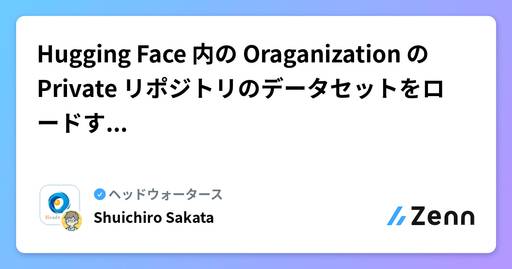 Hugging Face 内の Oraganization の
Private リポジトリのデータセットをロ
ードす...
ヘッドウォータース
Shuichiro Sakata
Zenn